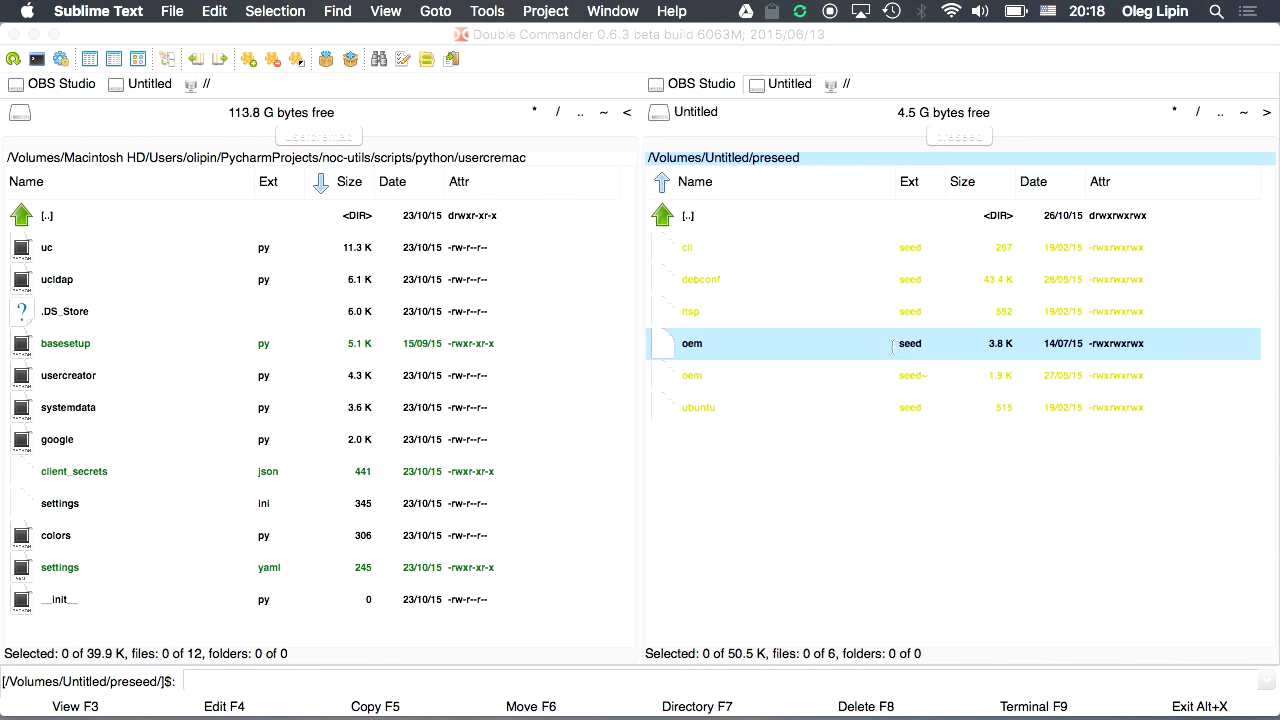 Sublime Text File Edit Selection Find View Goto Tools Project Window Help 20:18 Oleg Lipin
Double Commander 0.6.3 beta build 6063M; 2015/06/13
OBS Studio Untitled // OBS Studio Untitled //
113.8 G bytes free * / .. ~ < Untitled 4.5 G bytes free * / .. ~ >
usercremac preseed
/Volumes/Macintosh HD/Users/olipin/PycharmProjects/noc-utils/scripts/python/usercremac /Volumes/Untitled/preseed
Name Ext Size Date Attr Name Ext Size Date Attr
[..] <DIR> 23/10/15 drwxr-xr-x [..] <DIR> 26/10/15 drwxrwxrwx
uc py 11.3 K 23/10/15 -rw-r--r-- cli seed 267 19/02/15 -rwxrwxrwx
ucldap py 6.1 K 23/10/15 -rw-r--r-- debconf seed 43.4 K 26/05/15 -rwxrwxrwx
? .DS_Store 6.0 K 23/10/15 -rw-r--r-- ltsp seed 552 19/02/15 -rwxrwxrwx
basesetup py 5.1 K 15/09/15 -rwxr-xr-x oem seed 3.8 K 14/07/15 -rwxrwxrwx
usercreator py 4.3 K 23/10/15 -rw-r--r-- oem seed~ 1.9 K 27/05/15 -rwxrwxrwx
systemdata py 3.6 K 23/10/15 -rw-r--r-- ubuntu seed 515 19/02/15 -rwxrwxrwx
google py 2.0 K 23/10/15 -rw-r--r--
client_secrets json 441 23/10/15 -rwxr-xr-x
settings ini 345 23/10/15 -rw-r--r--
colors py 306 23/10/15 -rw-r--r--
settings yaml 245 23/10/15 -rwxr-xr-x
__init__ py 0 23/10/15 -rw-r--r--
Selected: 0 of 39.9 K, files: 0 of 12, folders: 0 of 0 Selected: 0 of 50.5 K, files: 0 of 6, folders: 0 of 0
[/Volumes/Untitled/preseed/]$:
View F3 Edit F4 Copy F5 Move F6 Directory F7 Delete F8 Terminal F9 Exit Alt+X